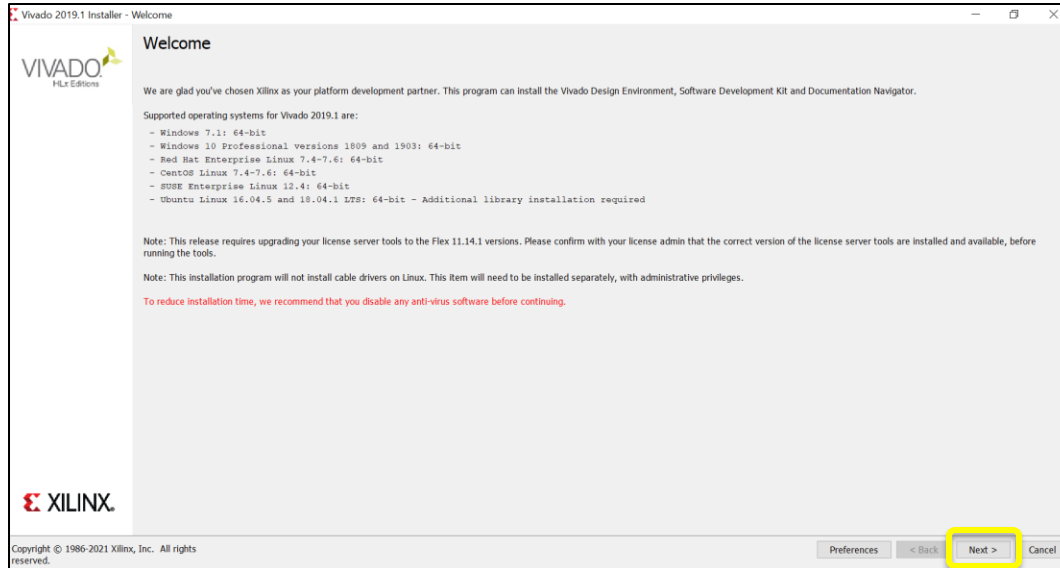 Vivado 2019.1 Installer - Welcome
VIVADO.
HLx Editions
Welcome
We are glad you've chosen Xilinx as your platform development partner. This program can install the Vivado Design Environment, Software Development Kit and Documentation Navigator.
Supported operating systems for Vivado 2019.1 are:
- Windows 7.1: 64-bit
- Windows 10 Professional versions 1809 and 1903: 64-bit
- Red Hat Enterprise Linux 7.4-7.6: 64-bit
- CentOS Linux 7.4-7.6: 64-bit
- SUSE Enterprise Linux 12.4: 64-bit
- Ubuntu Linux 16.04.5 and 18.04.1 LTS: 64-bit - Additional library installation required
Note: This release requires upgrading your license server tools to the Flex 11.14.1 versions. Please confirm with your license admin that the correct version of the license server tools are installed and available, before
running the tools.
Note: This installation program will not install cable drivers on Linux. This item will need to be installed separately, with administrative privileges.
To reduce installation time, we recommend that you disable any anti-virus software before continuing.
XILINX.
Copyright © 1986-2021 Xilinx, Inc. All rights
reserved.
Preferences < Back Next > Cancel